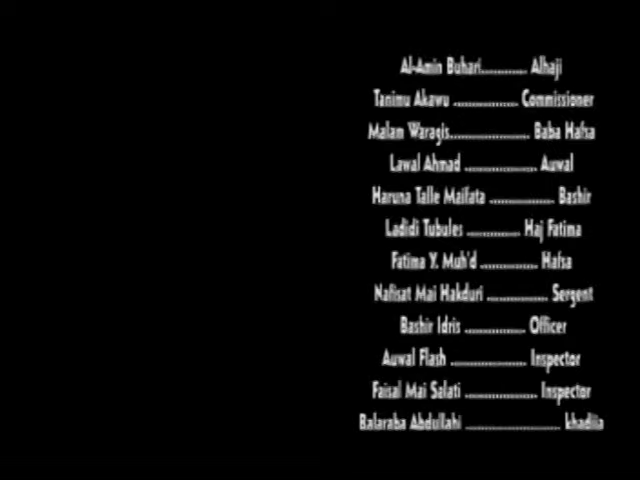 Al-Amin Buhari............ Alhaji
Tanimu Akawu ................. Commissioner
Malam Waragis..................... Baba Hafsa
Lawal Ahmad ................... Auwal
Haruna Talle Maifata ................. Bashir
Ladidi Tubules .............. Haj Fatima
Fatima Y. Muh'd ............... Hafsa
Nafisat Mai Hakduri ................ Sergent
Bashir Idris ................ Officer
Auwal Flash .................... Inspector
Faisal Mai Salati ................... Inspector
Balaraba Abdullahi ......................... khadija